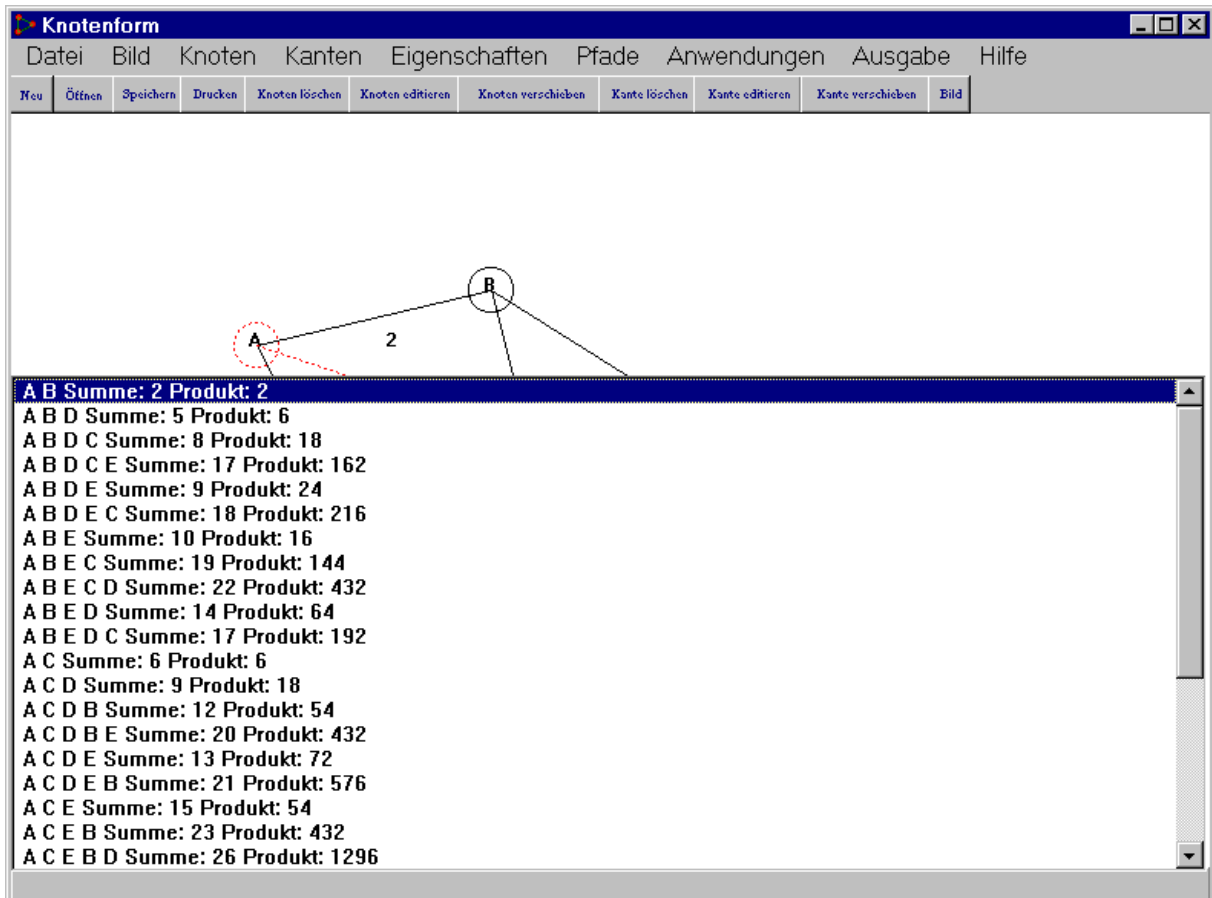 Knotenform
Datei Bild Knoten Kanten Eigenschaften Pfade Anwendungen Ausgabe Hilfe
Neu Öffnen Speichern Drucken Knoten löschen Knoten editieren Knoten verschieben Kante löschen Kante editieren Kante verschieben Bild
B
A
2
A B Summe: 2 Produkt: 2
A B D Summe: 5 Produkt: 6
A B D C Summe: 8 Produkt: 18
A B D C E Summe: 17 Produkt: 162
A B D E Summe: 9 Produkt: 24
A B D E C Summe: 18 Produkt: 216
A B E Summe: 10 Produkt: 16
A B E C Summe: 19 Produkt: 144
A B E C D Summe: 22 Produkt: 432
A B E D Summe: 14 Produkt: 64
A B E D C Summe: 17 Produkt: 192
A C Summe: 6 Produkt: 6
A C D Summe: 9 Produkt: 18
A C D B Summe: 12 Produkt: 54
A C D B E Summe: 20 Produkt: 432
A C D E Summe: 13 Produkt: 72
A C D E B Summe: 21 Produkt: 576
A C E Summe: 15 Produkt: 54
A C E B Summe: 23 Produkt: 432
A C E B D Summe: 26 Produkt: 1296